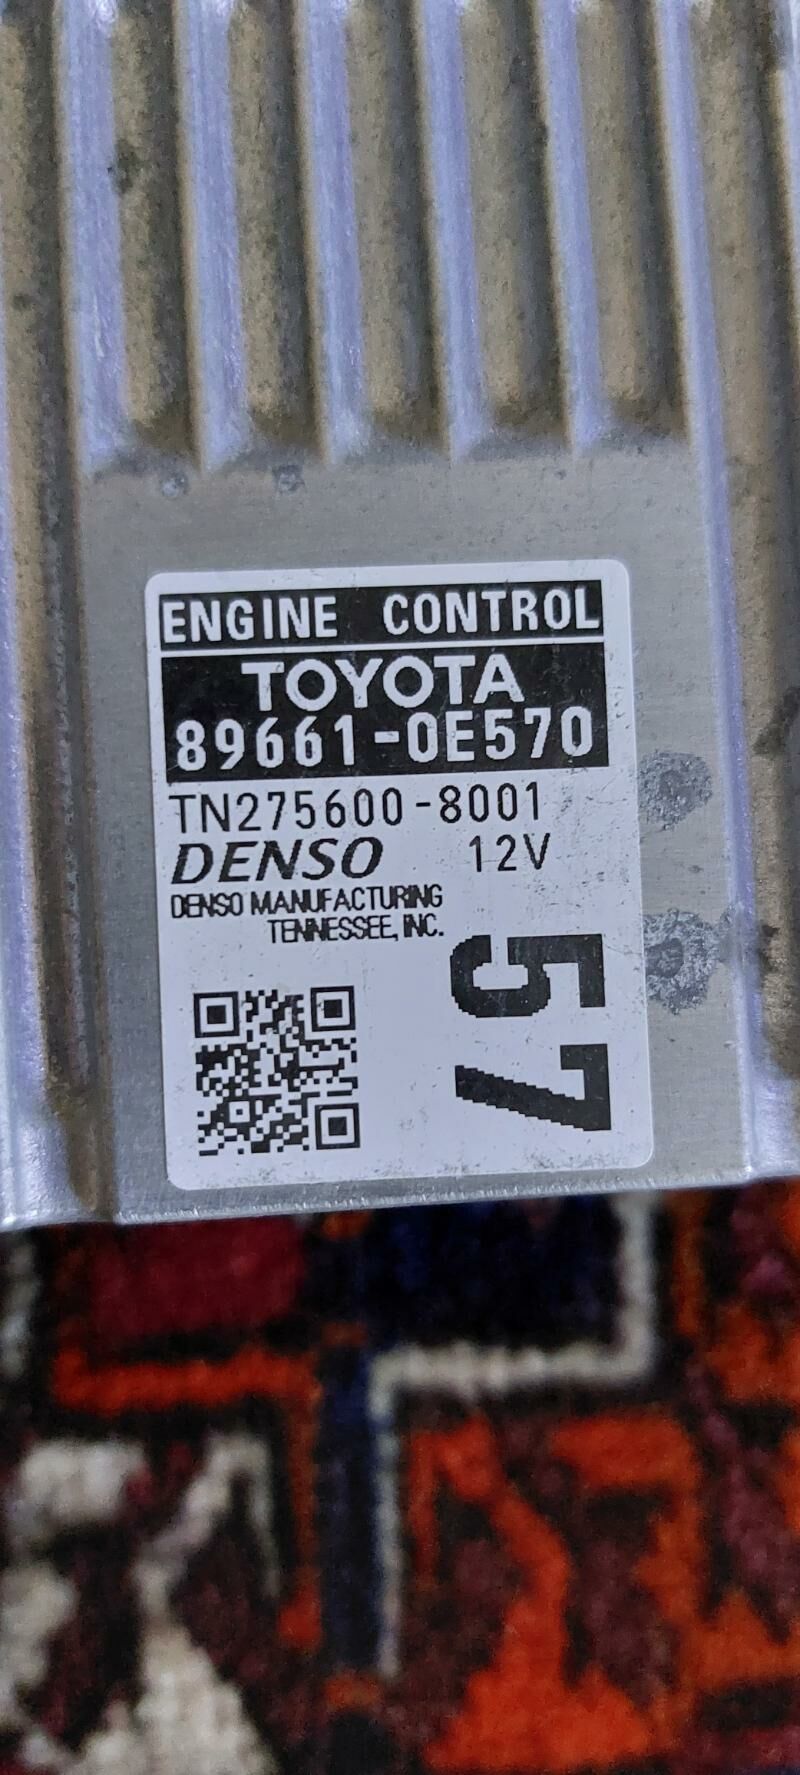 ENGINE CONTROL
TOYOTA
89661-0E570
TN275600-8001
DENSO 12V
DENSO MANUFACTURING
TENNESSEE, INC.
57